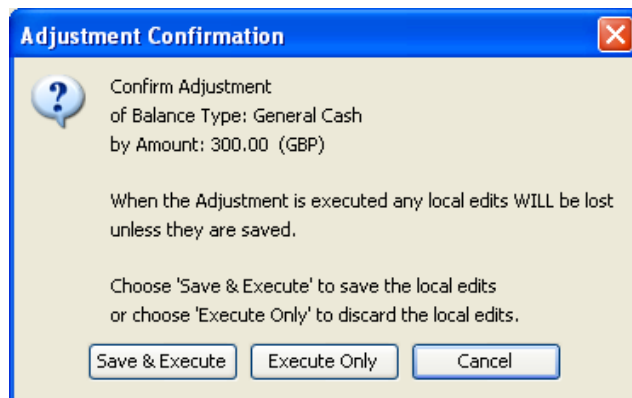 Adjustment Confirmation
Confirm Adjustment
of Balance Type: General Cash
by Amount: 300.00 (GBP)
When the Adjustment is executed any local edits WILL be lost
unless they are saved.
Choose 'Save & Execute' to save the local edits
or choose 'Execute Only' to discard the local edits.
Save & Execute Execute Only Cancel